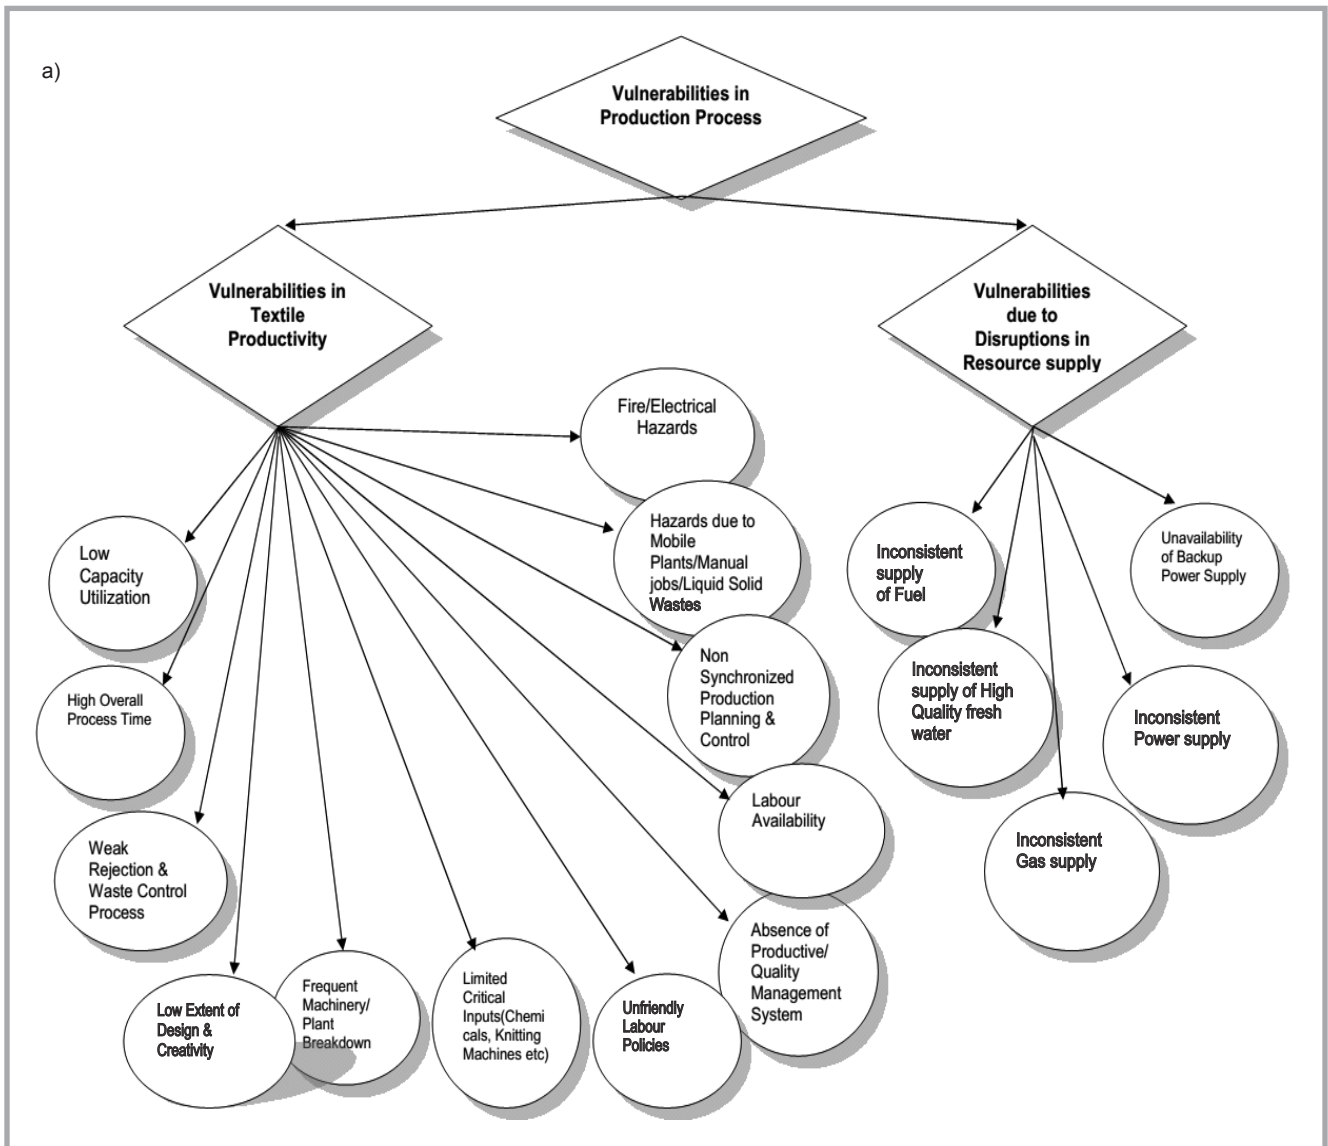 a)
Vulnerabilities in
Production Process
Vulnerabilities in
Textile
Productivity
Vulnerabilities
due to
Disruptions in
Resource supply
Fire/Electrical
Hazards
Hazards due to
Mobile
Plants/Manual
jobs/Liquid Solid
Wastes
Non
Synchronized
Production
Planning &
Control
Labour
Availability
Absence of
Productive/
Quality
Management
System
Unfriendly
Labour
Policies
Limited
Critical
Inputs(Chemi
cals, Knitting
Machines etc)
Frequent
Machinery/
Plant
Breakdown
Low Extent of
Design &
Creativity
Weak
Rejection &
Waste Control
Process
High Overall
Process Time
Low
Capacity
Utilization
Inconsistent
supply
of Fuel
Inconsistent
supply of High
Quality fresh
water
Inconsistent
Gas supply
Inconsistent
Power supply
Unavailability
of Backup
Power Supply